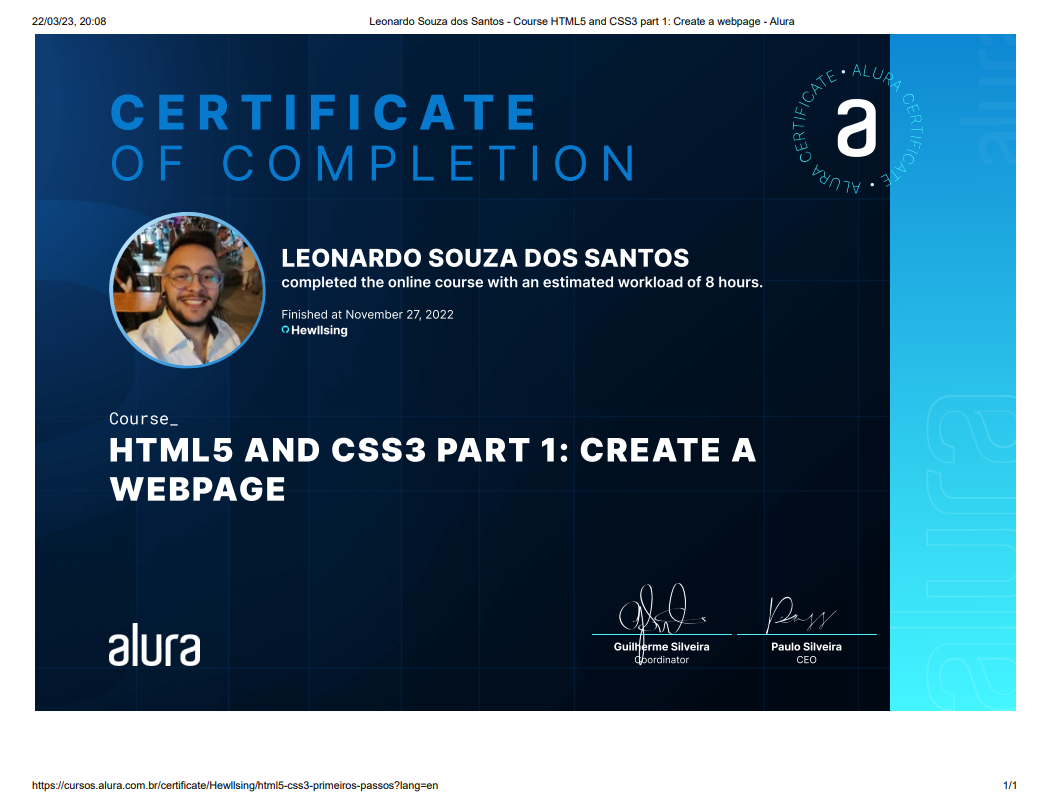 22/03/23, 20:08
Leonardo Souza dos Santos - Course HTML5 and CSS3 part 1: Create a webpage - Alura
CERTIFICATE
OF COMPLETION
ALURA CERTIFICATE • ALURA CERTIFICATE •
a
alura
LEONARDO SOUZA DOS SANTOS
completed the online course with an estimated workload of 8 hours.
Finished at November 27, 2022
Hewllsing
Course_
HTML5 AND CSS3 PART 1: CREATE A
WEBPAGE
alura
alura
Guilherme Silveira
Coordinator
Paulo Silveira
CEO
https://cursos.alura.com.br/certificate/Hewllsing/html5-css3-primeiros-passos?lang=en
1/1